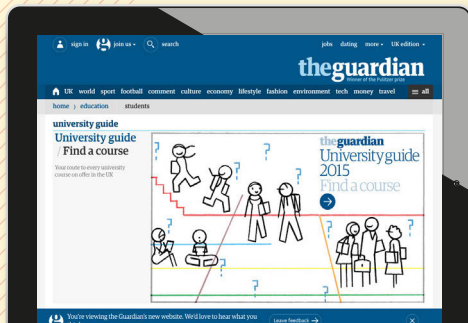 sign in join us search jobs dating more UK edition
theguardian
Winner of the Pulitzer prize
UK world sport football comment culture economy lifestyle fashion environment tech money travel all
home › education students
university guide
University guide
/ Find a course
Your route to every university
course on offer in the UK
theguardian
University guide
2015
Find a course
? ? ? ? ? ? ? ? ?
You're viewing the Guardian's new website. We'd love to hear what you
Leave feedback →